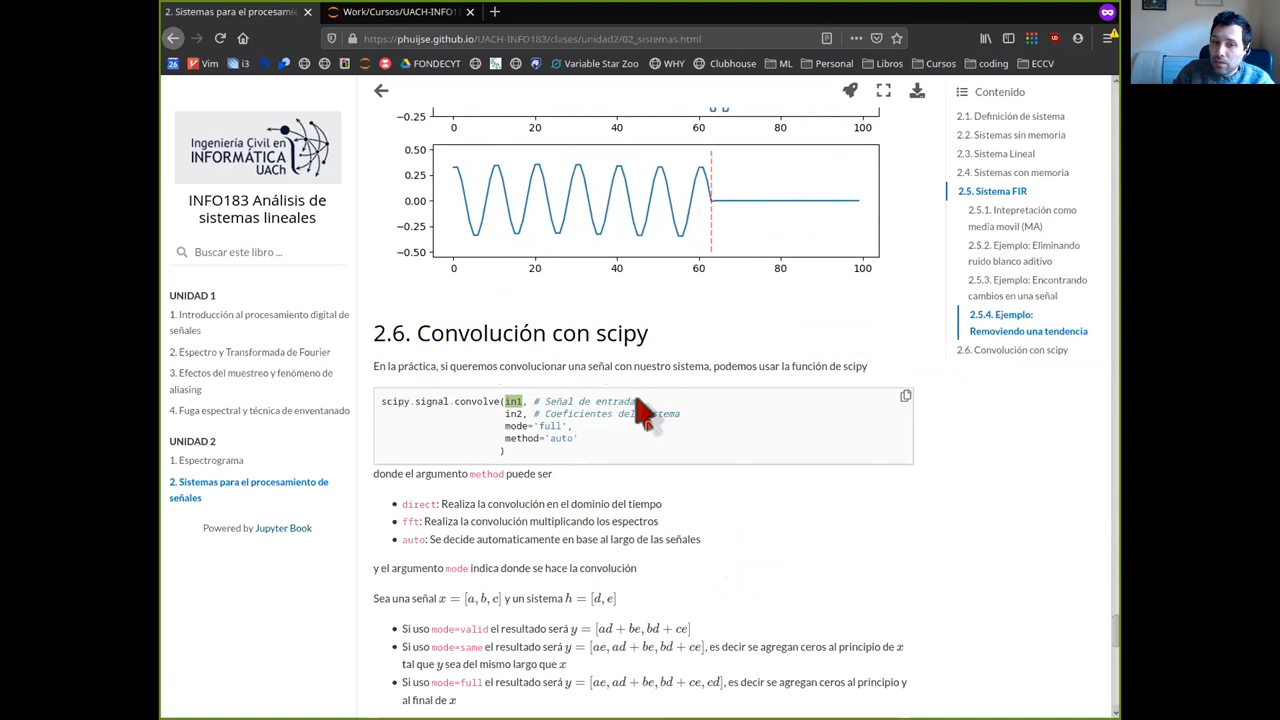 2. Sistemas para el procesamie
Work/Cursos/UACH-INFO1
https://phuijse.github.io/UACH-INFO183/clases/unidad2/02_sistemas.html
Vim
i3
FONDECYT
Variable Star Zoo
WHY
Clubhouse
ML
Personal
Libros
Cursos
coding
ECCV
Ingeniería Civil en
INFORMÁTICA
UACh
INFO183 Análisis de
sistemas lineales
Buscar este libro ...
UNIDAD 1
1. Introducción al procesamiento digital de
señales
2. Espectro y Transformada de Fourier
3. Efectos del muestreo y fenómeno de
aliasing
4. Fuga espectral y técnica de enventanado
UNIDAD 2
1. Espectrograma
2. Sistemas para el procesamiento de
señales
Powered by Jupyter Book
−0.25
0 20 40 60 80 100
0.50
0.25
0.00
−0.25
−0.50
0 20 40 60 80 100
2.6. Convolución con scipy
En la práctica, si queremos convolucionar una señal con nuestro sistema, podemos usar la función de scipy
scipy.signal.convolve(in1, # Señal de entrada
in2, # Coeficientes del sistema
mode='full',
method='auto'
)
donde el argumento method puede ser
• direct: Realiza la convolución en el dominio del tiempo
• fft: Realiza la convolución multiplicando los espectros
• auto: Se decide automaticamente en base al largo de las señales
y el argumento mode indica donde se hace la convolución
Sea una señal x = [a, b, c] y un sistema h = [d, e]
• Si uso mode=valid el resultado será y = [ad + be, bd + ce]
• Si uso mode=same el resultado será y = [ae, ad + be, bd + ce], es decir se agregan ceros al principio de x
tal que y sea del mismo largo que x
• Si uso mode=full el resultado será y = [ae, ad + be, bd + ce, cd], es decir se agregan ceros al principio y
al final de x
Contenido
2.1. Definición de sistema
2.2. Sistemas sin memoria
2.3. Sistema Lineal
2.4. Sistemas con memoria
2.5. Sistema FIR
2.5.1. Intepretación como
media movil (MA)
2.5.2. Ejemplo: Eliminando
ruido blanco aditivo
2.5.3. Ejemplo: Encontrando
cambios en una señal
2.5.4. Ejemplo:
Removiendo una tendencia
2.6. Convolución con scipy